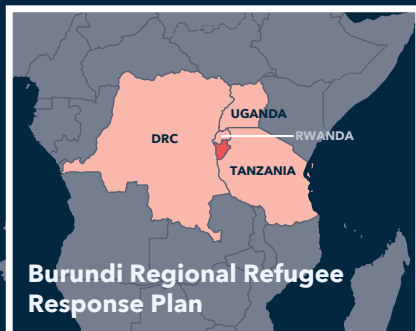 UGANDA
DRC
RWANDA
TANZANIA
Burundi Regional Refugee
Response Plan